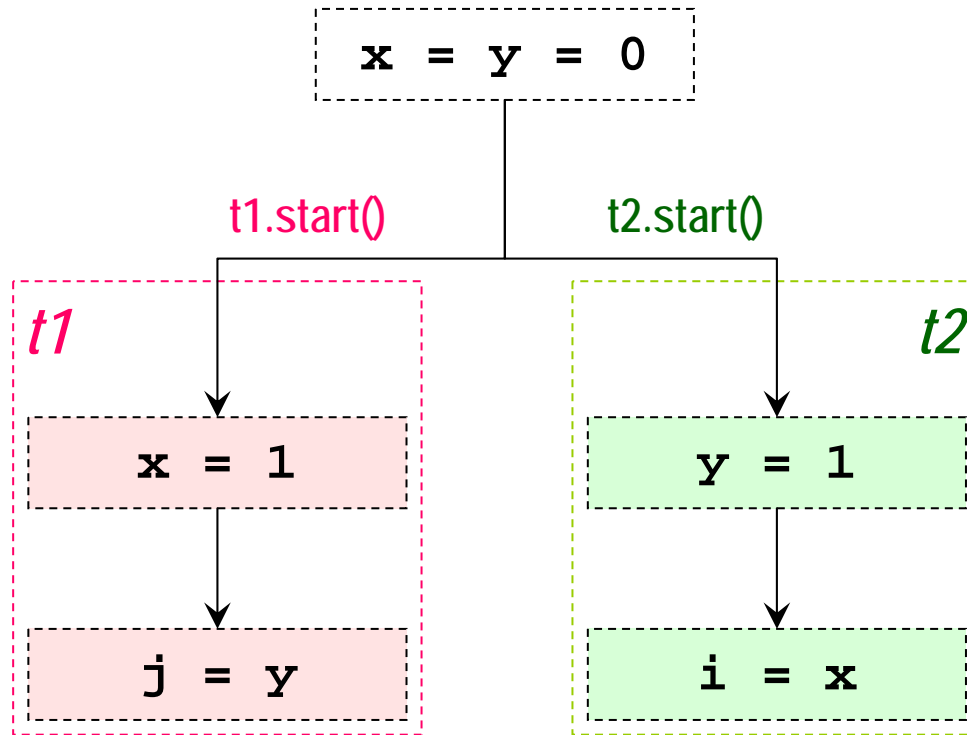 x = y = 0
t1.start()
t2.start()
t1
t2
x = 1
y = 1
j = y
i = x